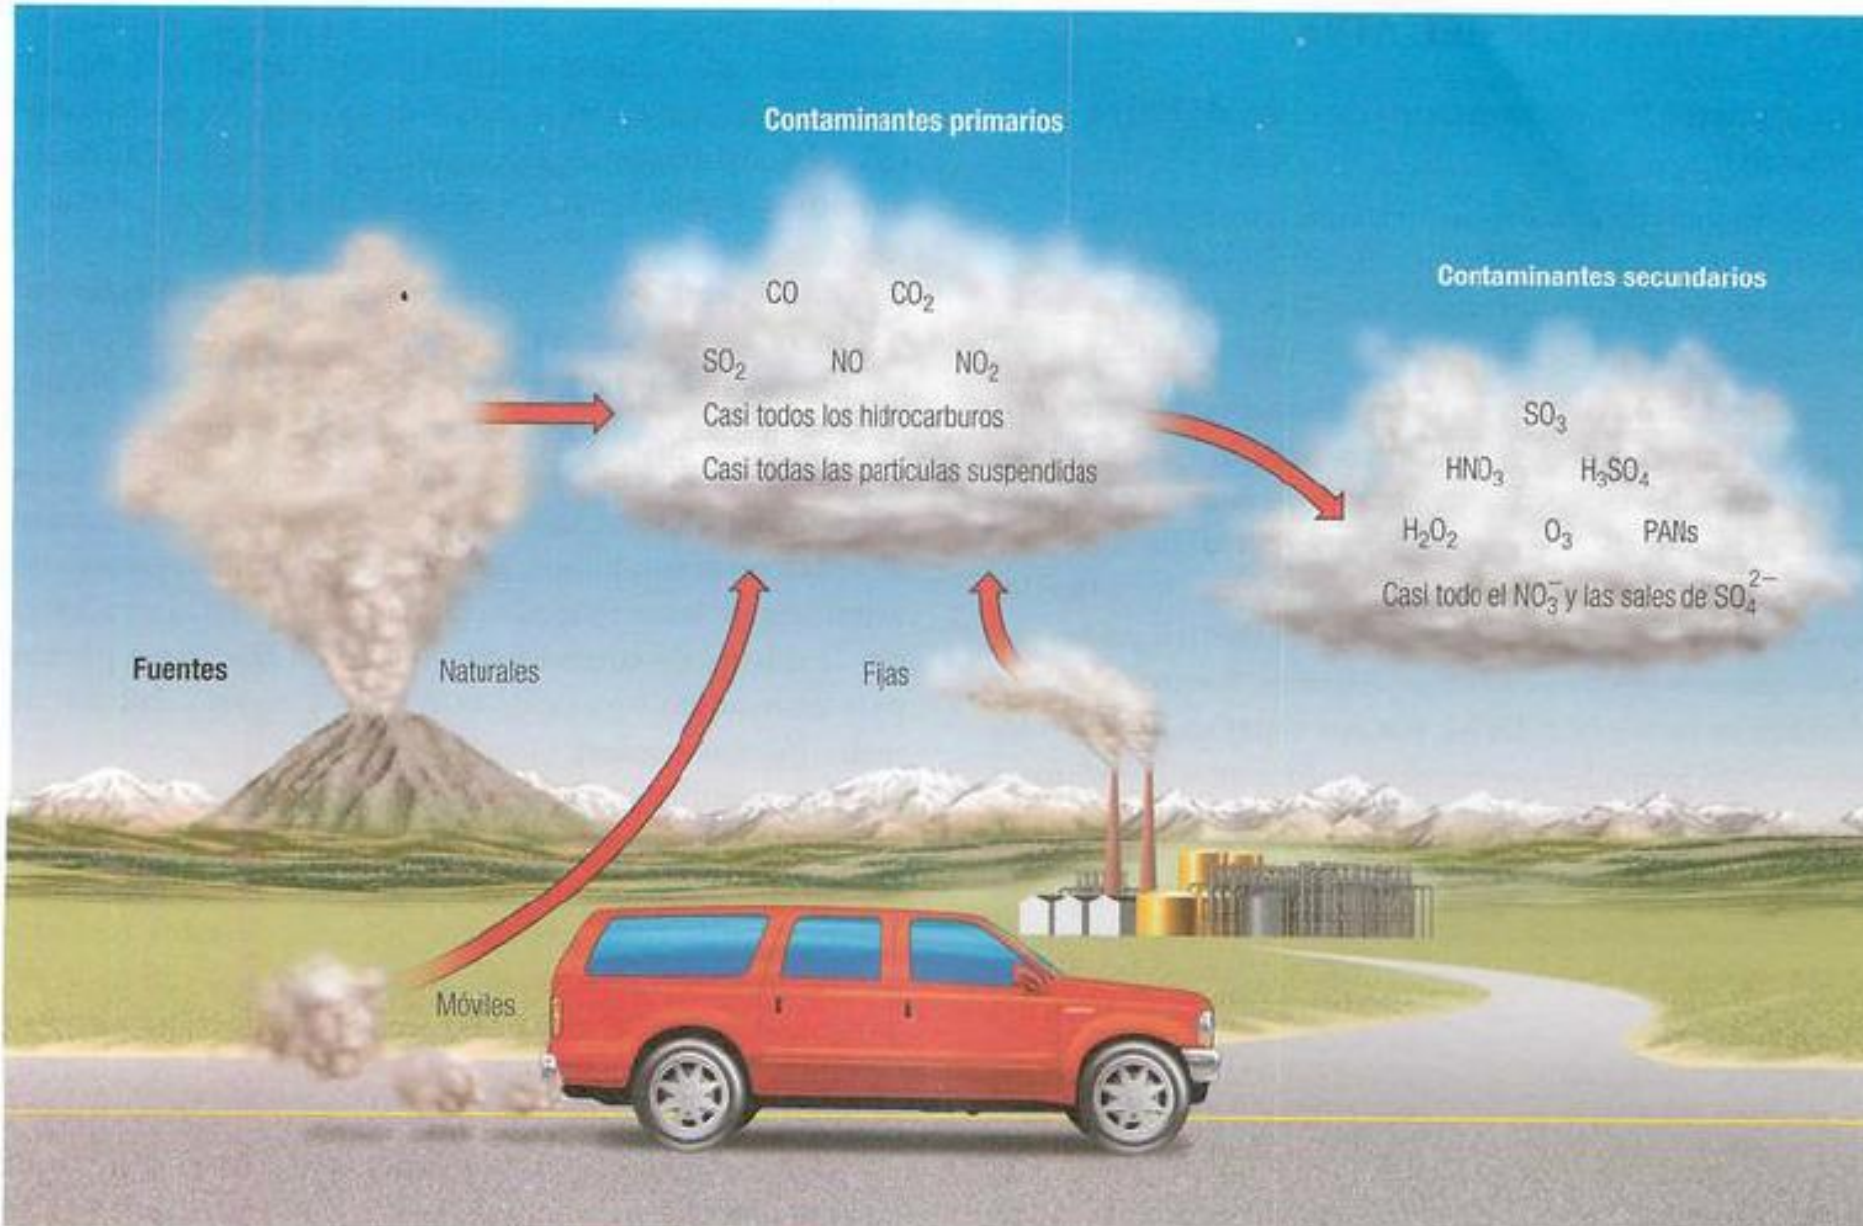 Contaminantes primarios
CO CO₂
SO₂ NO NO₂
Casi todos los hidrocarburos
Casi todas las partículas suspendidas
Contaminantes secundarios
SO₃
HNO₃ H₃SO₄
H₂O₂ O₃ PANs
Casi todo el NO₃⁻ y las sales de SO₄²⁻
Fuentes
Naturales
Fijas
Móviles